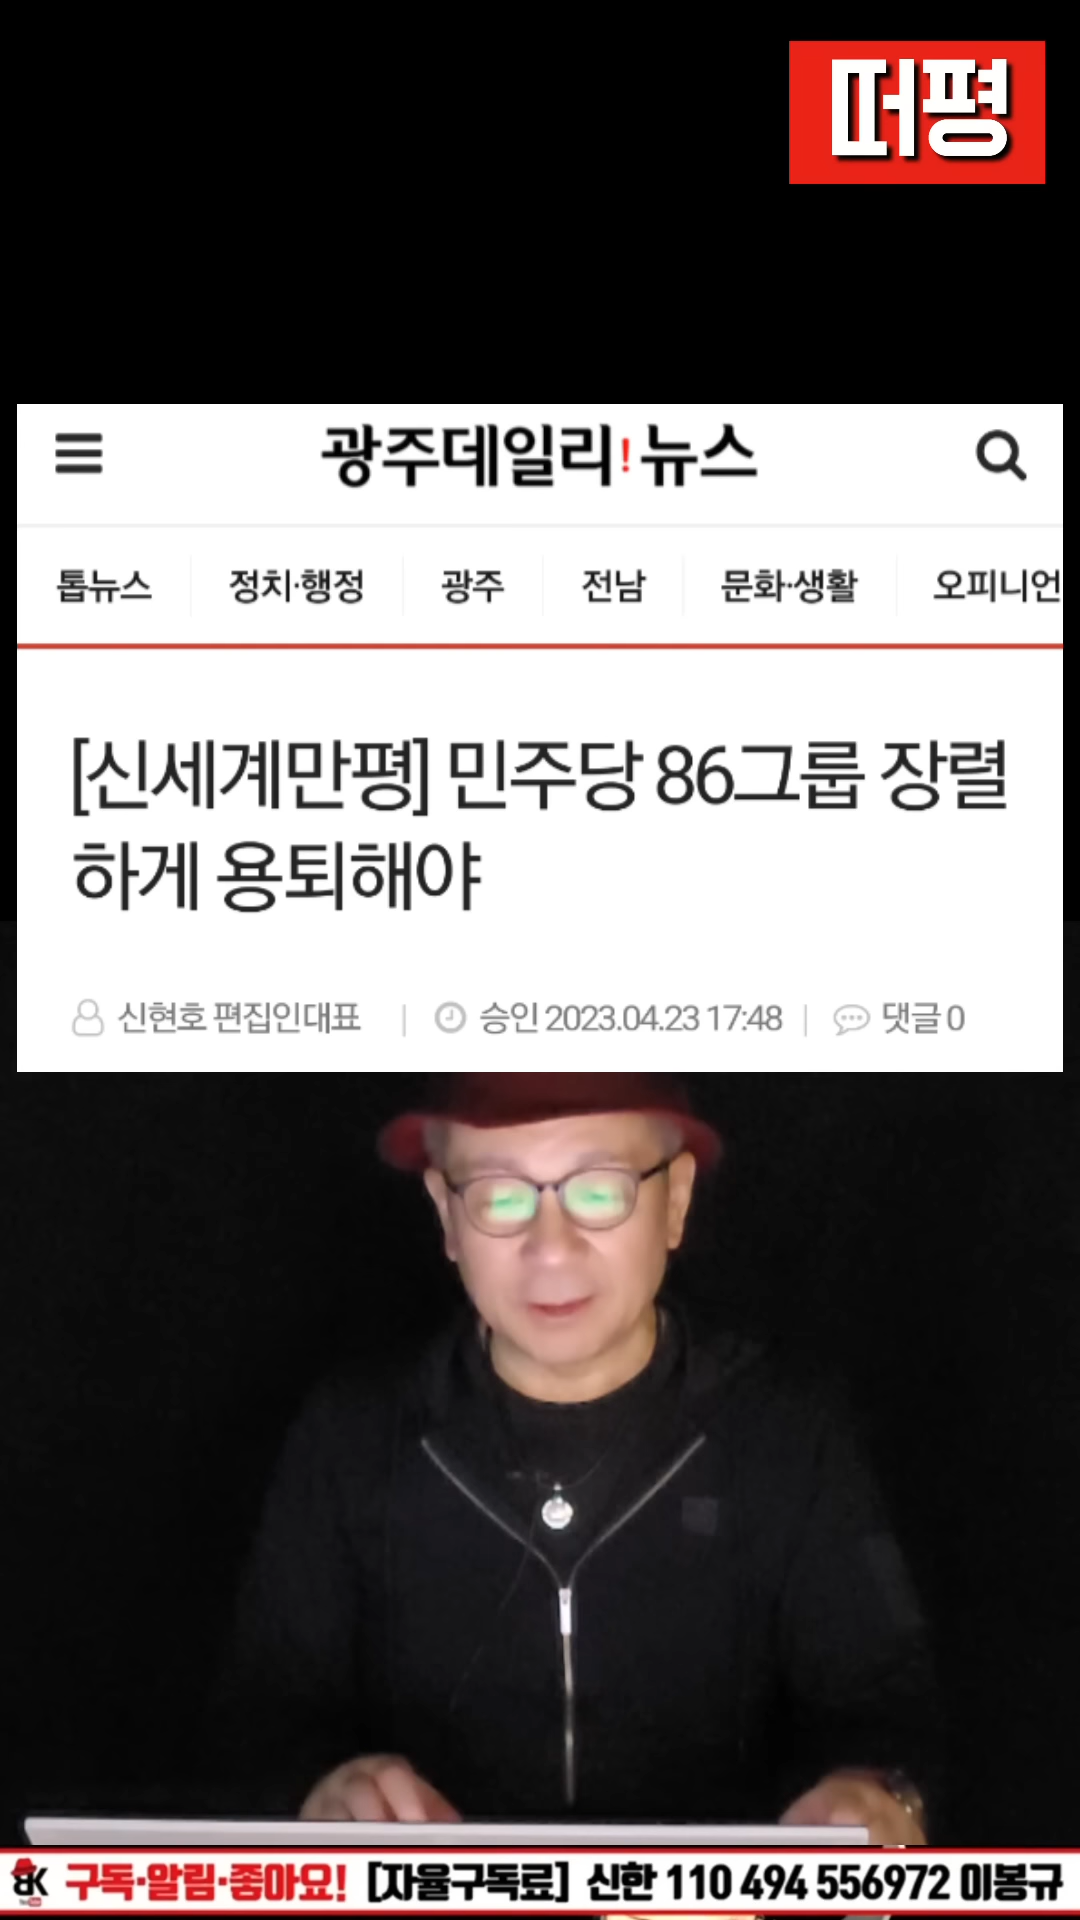 떠평
광주데일리!뉴스
톱뉴스 정치·행정 광주 전남 문화·생활 오피니언
[신세계만평] 민주당 86그룹 장렬
하게 용퇴해야
신현호 편집인대표 | 승인 2023.04.23 17:48 | 댓글 0
BK 구독·알림·좋아요! [자율구독료] 신한 110 494 556972 이봉규